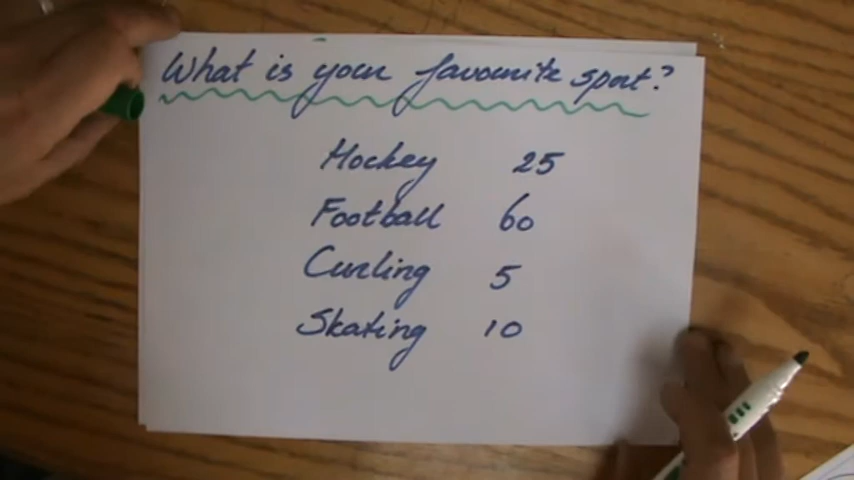 What is your favourite sport?
Hockey 25
Football 60
Curling 5
Skating 10